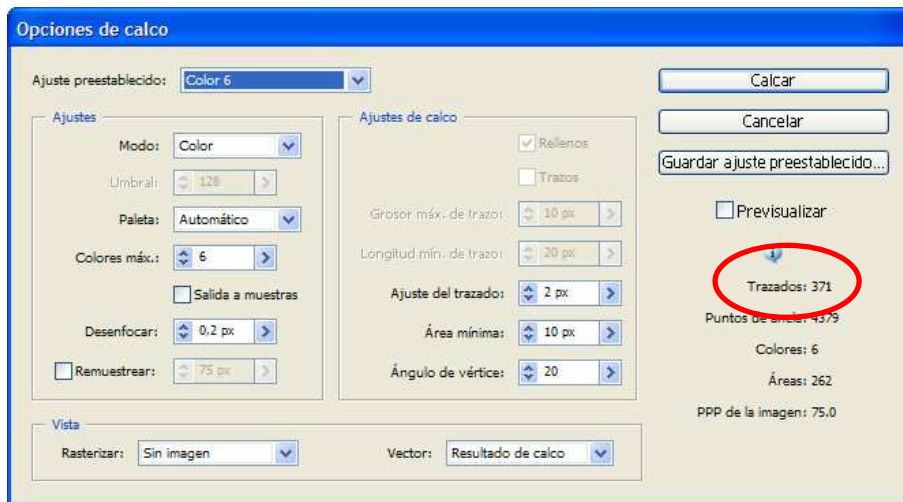 Opciones de calco
Ajuste preestablecido: Color 6
Calcar
Cancelar
Guardar ajuste preestablecido...
Previsualizar
Ajustes
Modo: Color
Umbral: 128
Paleta: Automático
Colores máx.: 6
Salida a muestras
Desenfocar: 0,2 px
Remuestrear: 75 px
Ajustes de calco
Rellenos
Trazos
Grosor máx. de trazo: 10 px
Longitud mín. de trazo: 20 px
Ajuste del trazado: 2 px
Área mínima: 10 px
Ángulo de vértice: 20
Trazados: 371
Puntos de ancla: 4379
Colores: 6
Áreas: 262
PPP de la imagen: 75.0
Vista
Rasterizar: Sin imagen
Vector: Resultado de calco